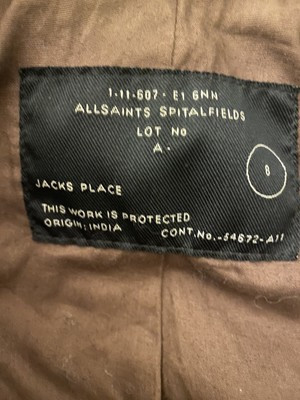 1-11-607 · E1 6NN
ALLSAINTS SPITALFIELDS
LOT No
A.
8
JACKS PLACE
THIS WORK IS PROTECTED
ORIGIN: INDIA
CONT.No.-54672-A11